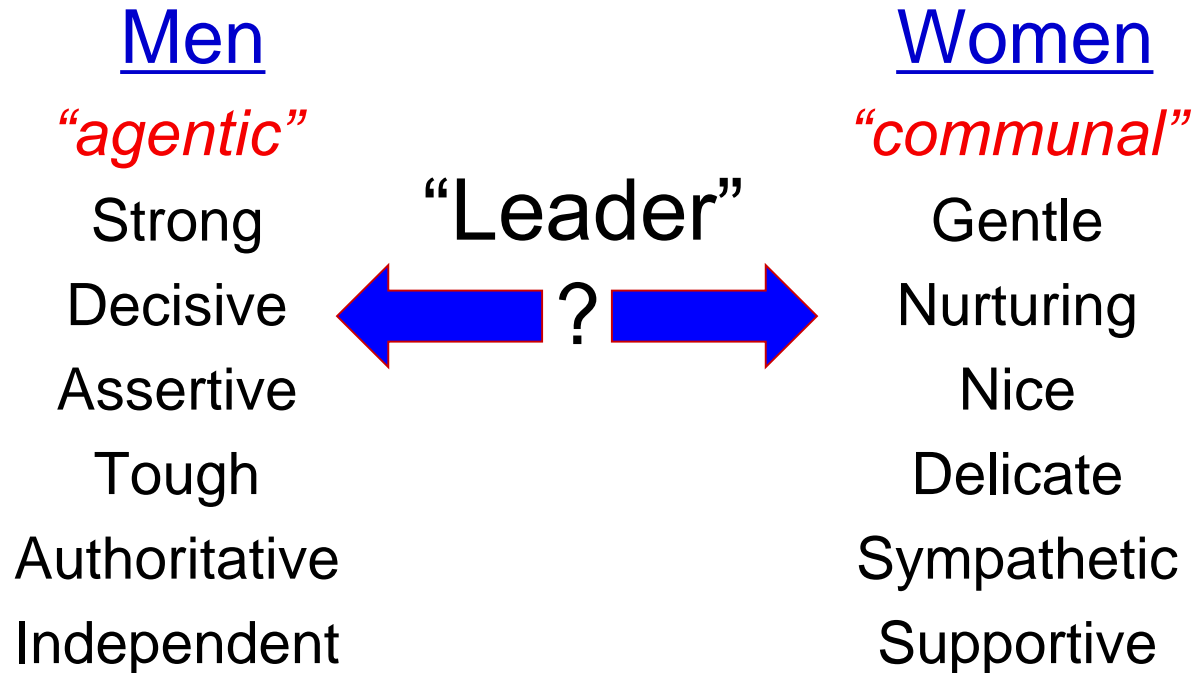 Men
“agentic”
Strong
Decisive
Assertive
Tough
Authoritative
Independent
“Leader”
?
Women
“communal”
Gentle
Nurturing
Nice
Delicate
Sympathetic
Supportive